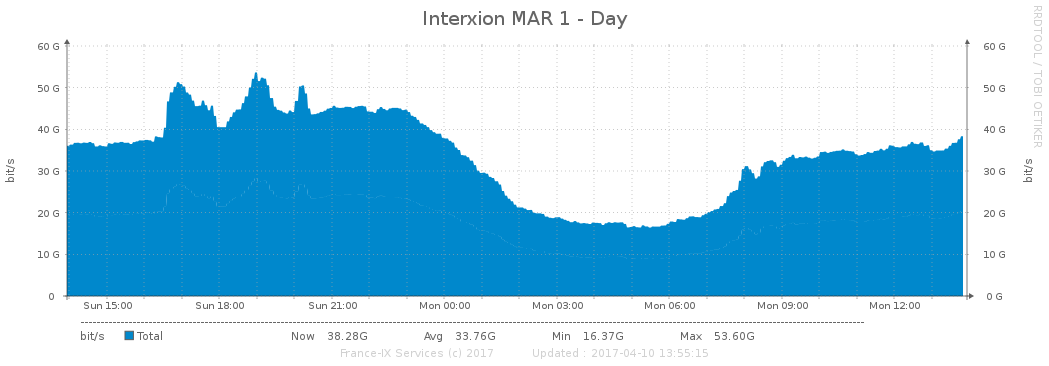 Interxion MAR 1 - Day
RRDTOOL / TOBI OETIKER
60 G 60 G
50 G 50 G
40 G 40 G
30 G 30 G
20 G 20 G
10 G 10 G
0 0 G
bit/s
bit/s
Sun 15:00 Sun 18:00 Sun 21:00 Mon 00:00 Mon 03:00 Mon 06:00 Mon 09:00 Mon 12:00
bit/s Total Now 38.28G Avg 33.76G Min 16.37G Max 53.60G
France-IX Services (c) 2017 Updated : 2017-04-10 13:55:15